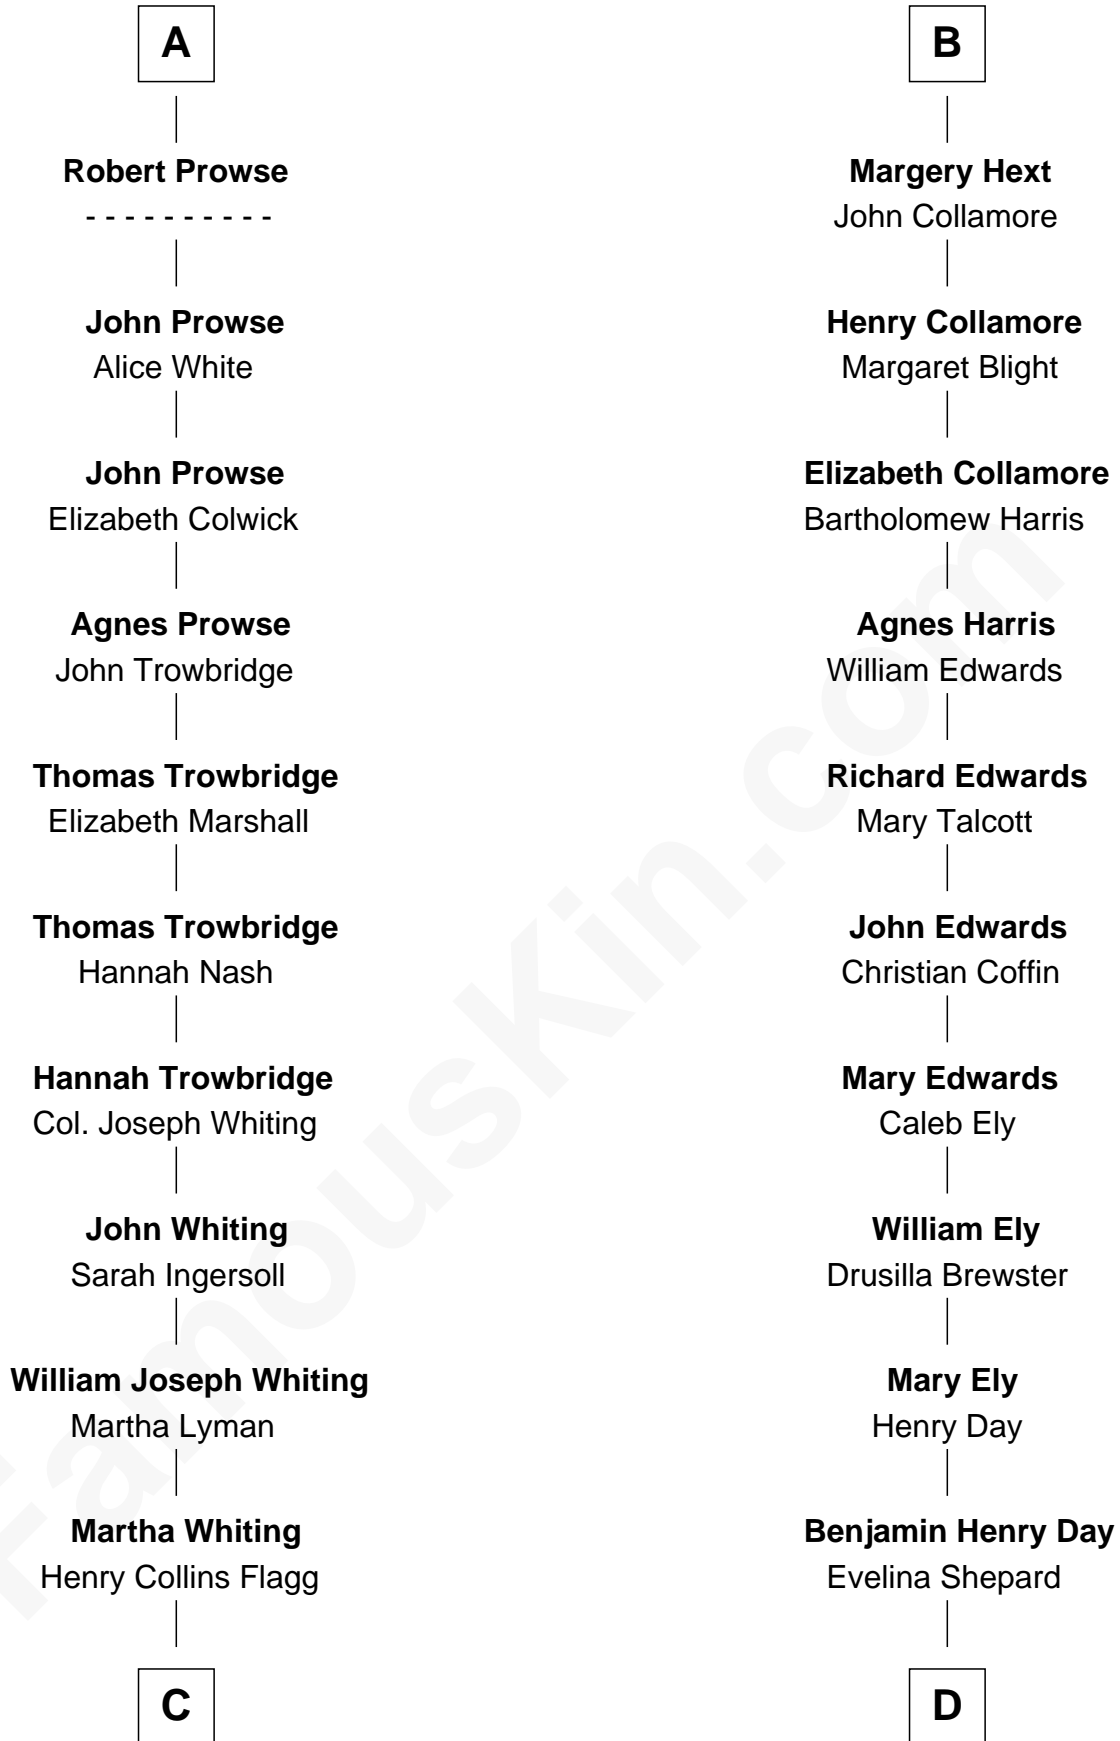 A
Robert Prowse
- - - - - - - - - -
John Prowse
Alice White
John Prowse
Elizabeth Colwick
Agnes Prowse
John Trowbridge
Thomas Trowbridge
Elizabeth Marshall
Thomas Trowbridge
Hannah Nash
Hannah Trowbridge
Col. Joseph Whiting
John Whiting
Sarah Ingersoll
William Joseph Whiting
Martha Lyman
Martha Whiting
Henry Collins Flagg
C
B
Margery Hext
John Collamore
Henry Collamore
Margaret Blight
Elizabeth Collamore
Bartholomew Harris
Agnes Harris
William Edwards
Richard Edwards
Mary Talcott
John Edwards
Christian Coffin
Mary Edwards
Caleb Ely
William Ely
Drusilla Brewster
Mary Ely
Henry Day
Benjamin Henry Day
Evelina Shepard
D
FamousKin.com